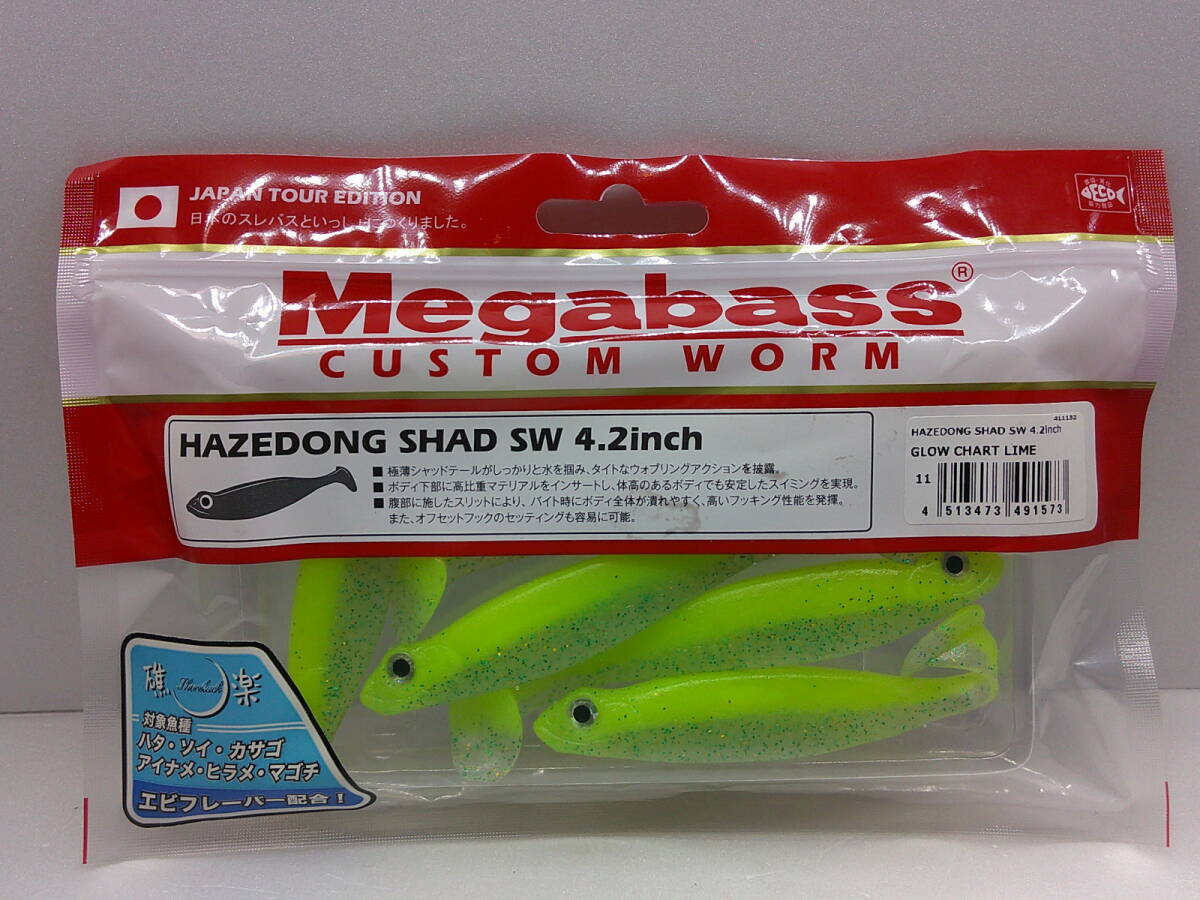 JAPAN TOUR EDITION
日本のスレバスといっしょにつくりました。
FECO
Megabass®
CUSTOM WORM
HAZEDONG SHAD SW 4.2inch
■ 極薄シャッドテールがしっかりと水を掴み、タイトなウォブリングアクションを披露。
■ ボディ下部に高比重マテリアルをインサートし、体高のあるボディでも安定したスイミングを実現。
■ 腹部に施したスリットにより、バイト時にボディ全体が潰れやすく、高いフッキング性能を発揮。
また、オフセットフックのセッティングも容易に可能。
411132
HAZEDONG SHAD SW 4.2inch
GLOW CHART LIME
11
4 513473 491573
礁楽
対象魚種
ハタ・ソイ・カサゴ
アイナメ・ヒラメ・マゴチ
エビフレーバー配合！